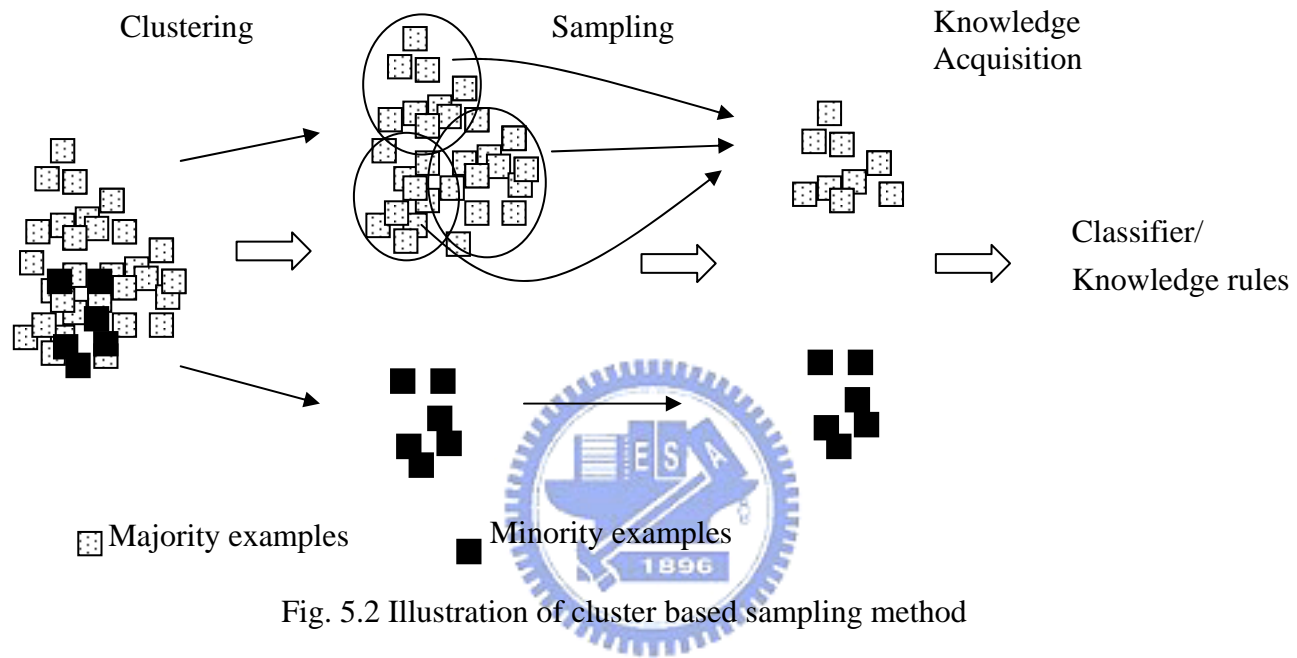 Clustering
Sampling
Knowledge
Acquisition
Classifier/
Knowledge rules
Majority examples
Minority examples
E S A
1896
Fig. 5.2 Illustration of cluster based sampling method